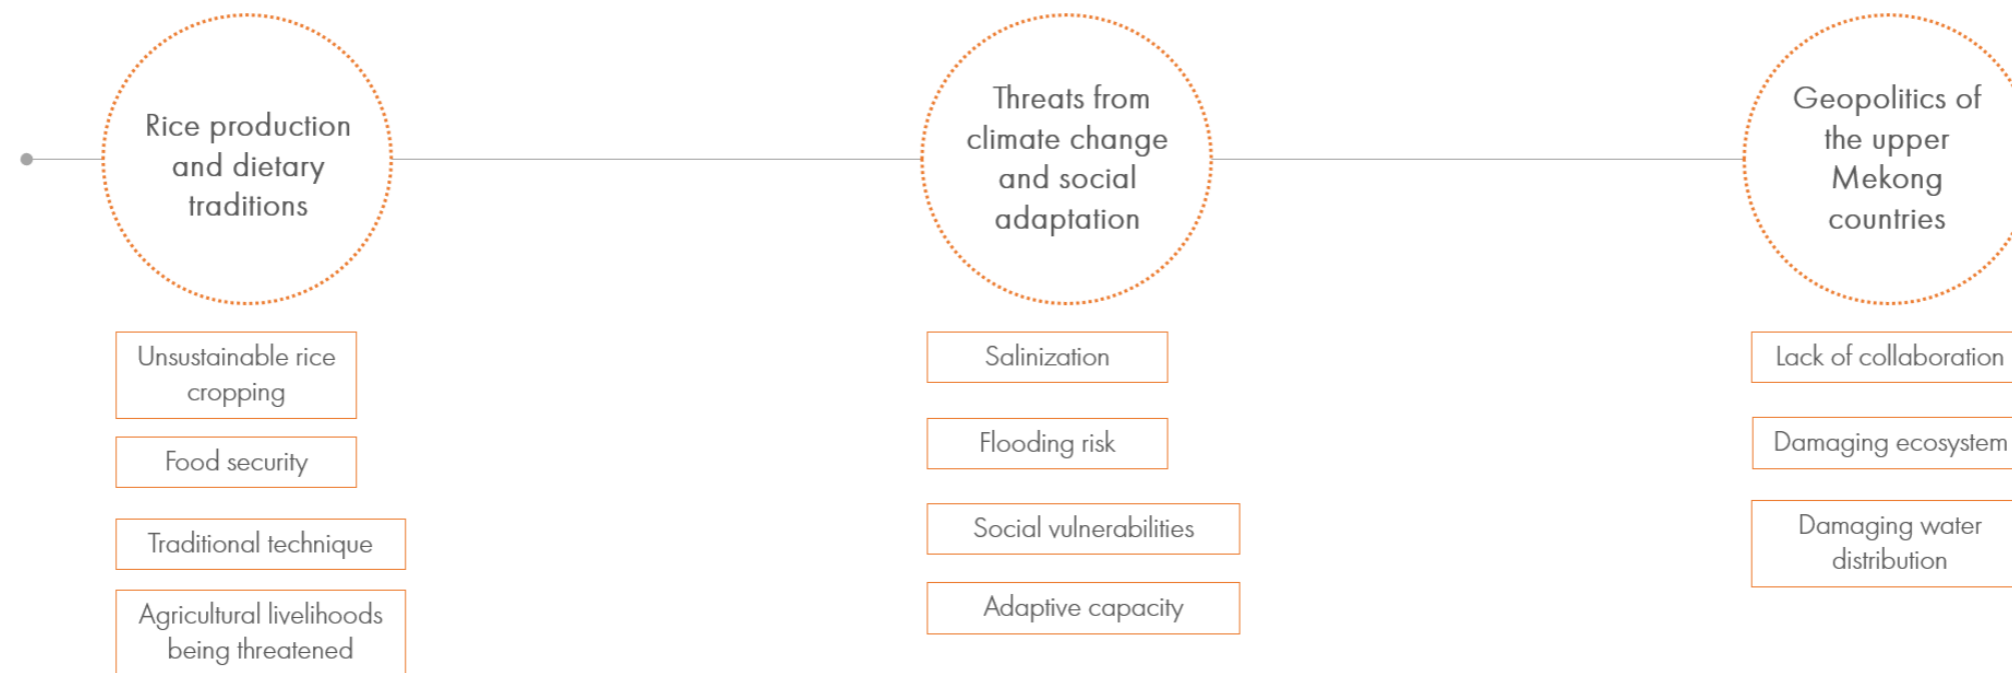 Rice production
and dietary
traditions
Unsustainable rice
cropping
Food security
Traditional technique
Agricultural livelihoods
being threatened
Threats from
climate change
and social
adaptation
Salinization
Flooding risk
Social vulnerabilities
Adaptive capacity
Geopolitics of
the upper
Mekong
countries
Lack of collaboration
Damaging ecosystem
Damaging water
distribution